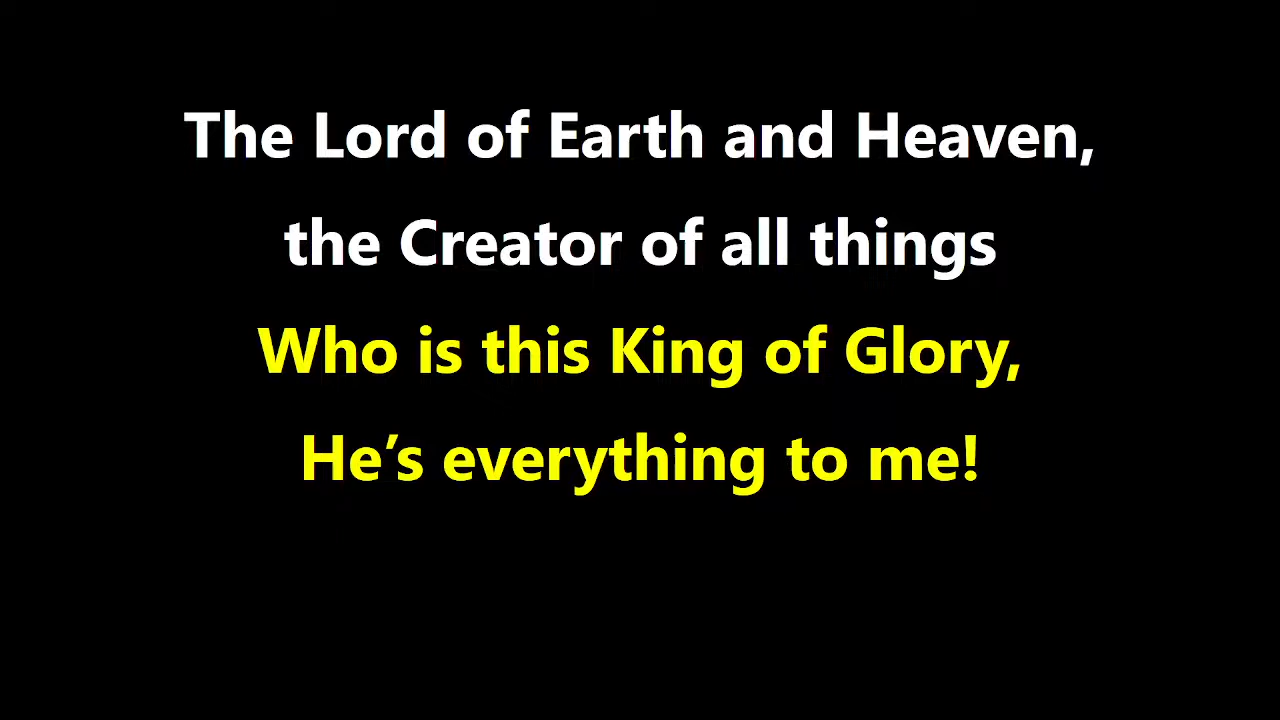 The Lord of Earth and Heaven,
the Creator of all things
Who is this King of Glory,
He’s everything to me!